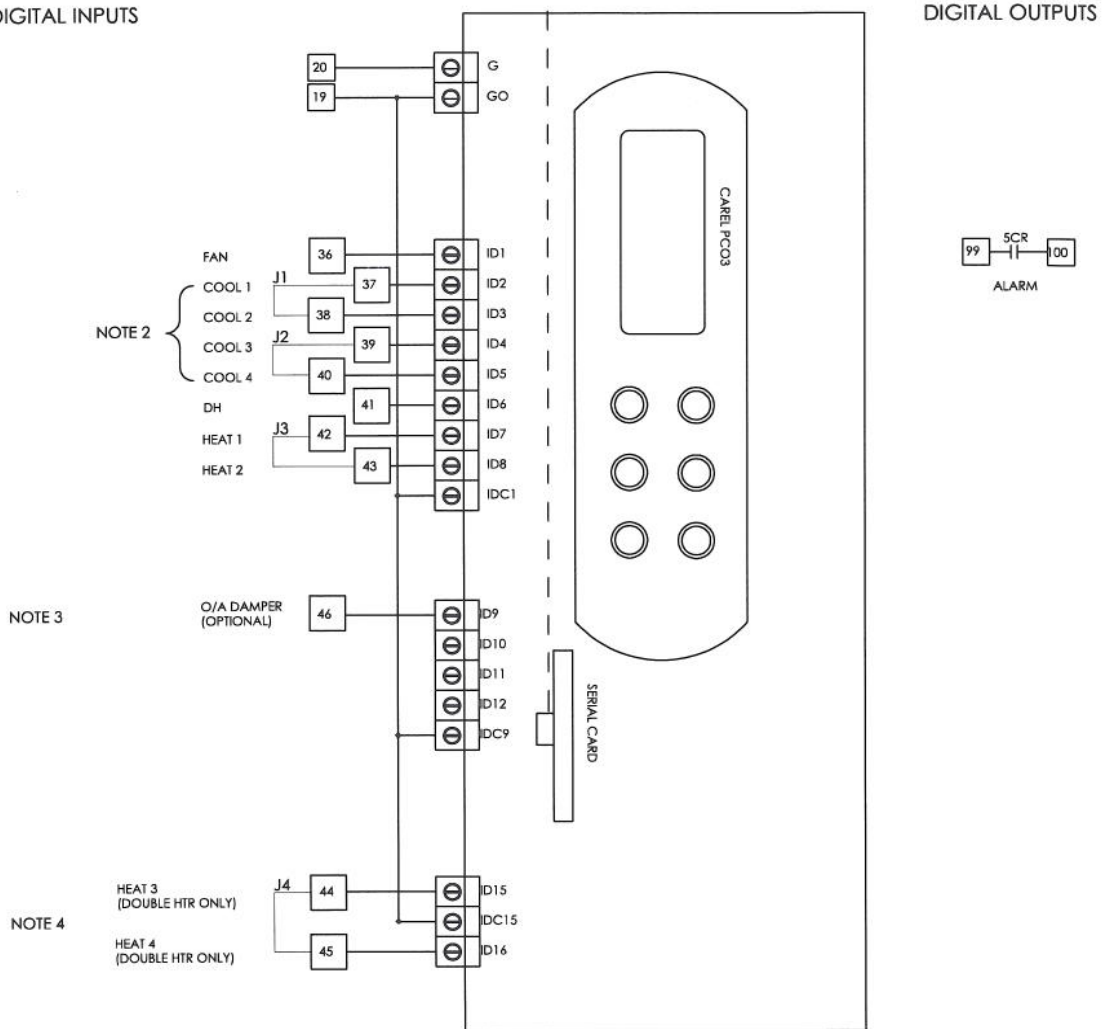 DIGITAL INPUTS
DIGITAL OUTPUTS
20 G
19 GO
CAREL PCO3
FAN 36 ID1
COOL 1 J1 37 ID2
COOL 2 38 ID3
NOTE 2
COOL 3 J2 39 ID4
COOL 4 40 ID5
DH 41 ID6
HEAT 1 J3 42 ID7
HEAT 2 43 ID8
IDC1
99 5CR 100
ALARM
NOTE 3
O/A DAMPER
(OPTIONAL)
46 ID9
ID10
ID11
ID12
IDC9
SERIAL CARD
HEAT 3
(DOUBLE HTR ONLY)
J4 44 ID15
NOTE 4
IDC15
HEAT 4
(DOUBLE HTR ONLY)
45 ID16